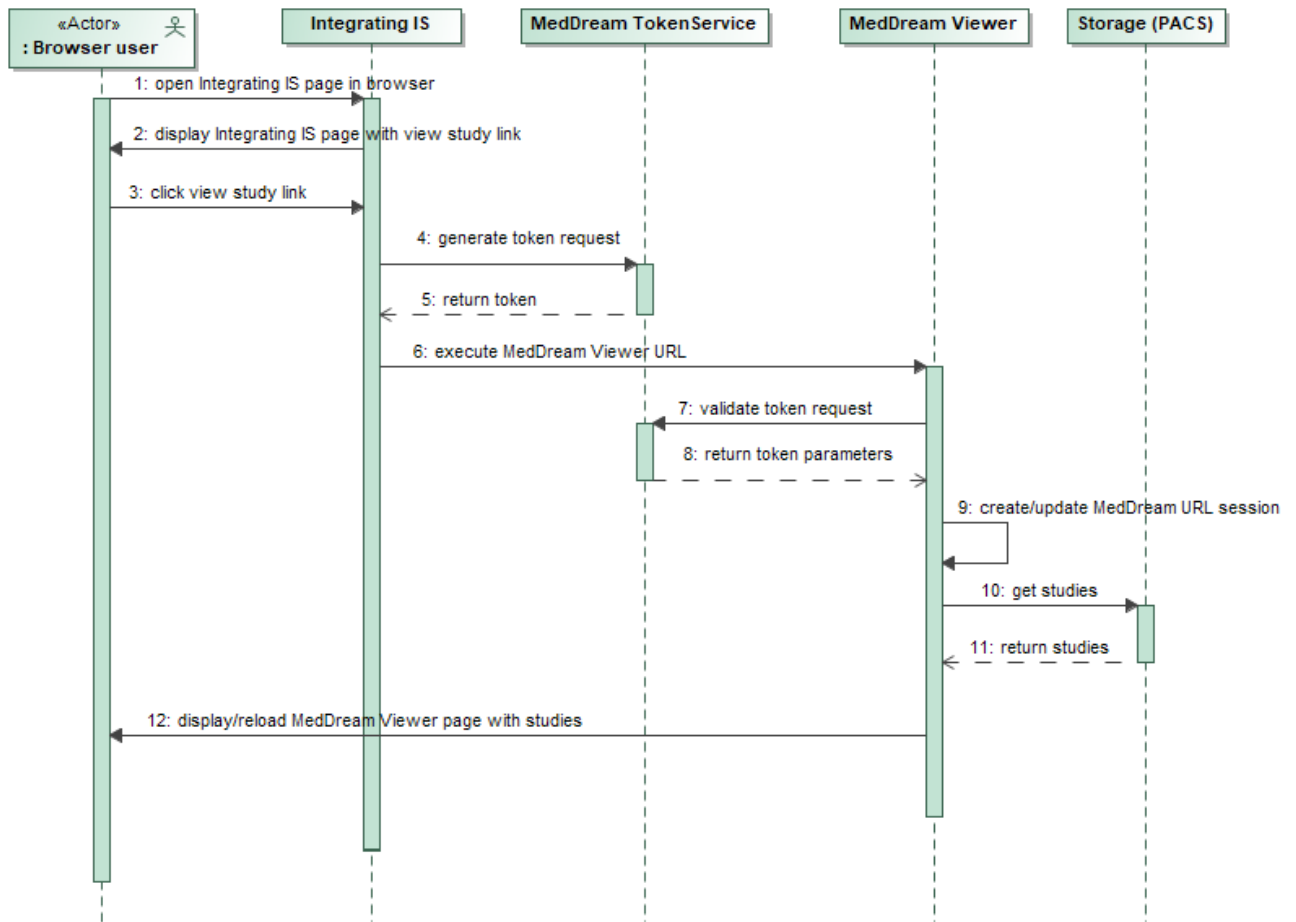 «Actor»
: Browser user
Integrating IS
MedDream TokenService
MedDream Viewer
Storage (PACS)
1: open Integrating IS page in browser
2: display Integrating IS page with view study link
3: click view study link
4: generate token request
5: return token
6: execute MedDream Viewer URL
7: validate token request
8: return token parameters
9: create/update MedDream URL session
10: get studies
11: return studies
12: display/reload MedDream Viewer page with studies